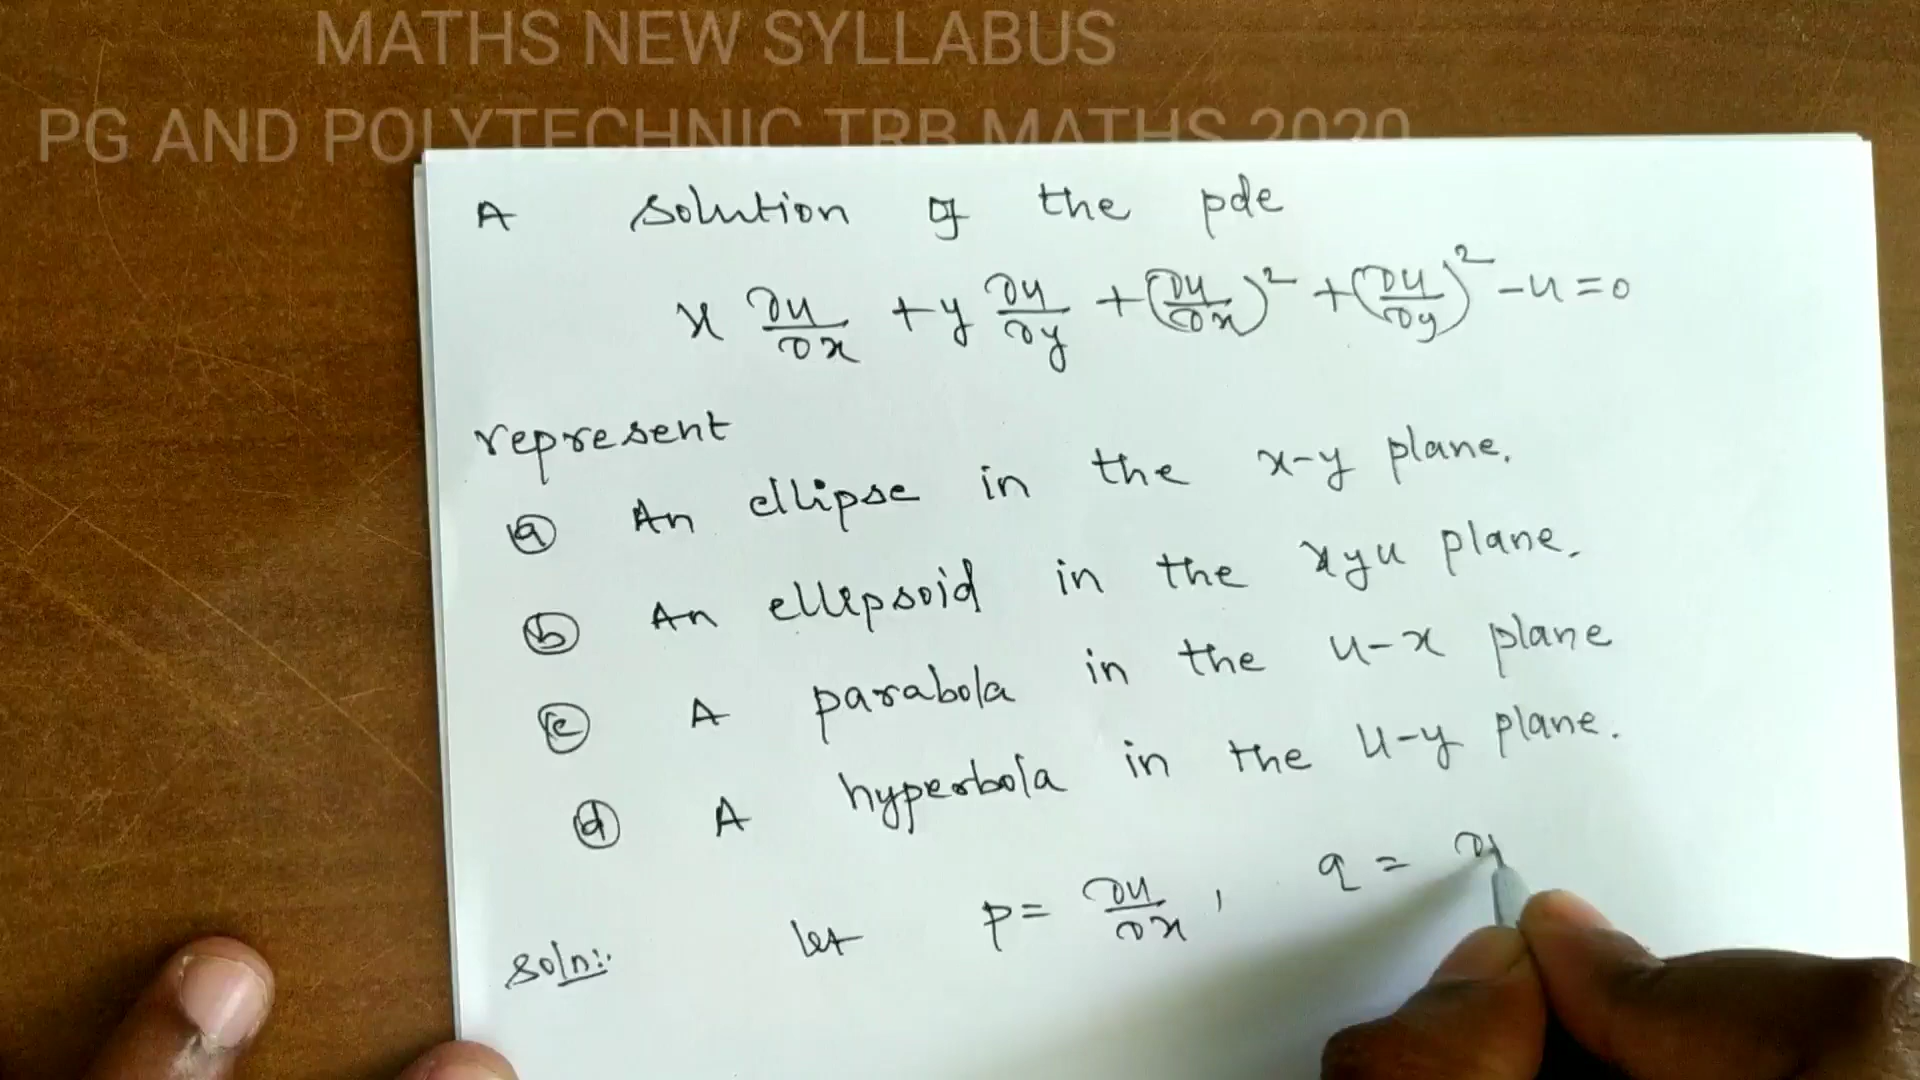 MATHS NEW SYLLABUS
PG AND POLYTECHNIC TRB MATHS 2020
A solution of the pde
x ∂u/∂x + y ∂u/∂y + (∂u/∂x)² + (∂u/∂y)² - u = 0
represent
(a) An ellipse in the x-y plane.
(b) An ellipsoid in the xyu plane.
(c) A parabola in the u-x plane
(d) A hyperbola in the u-y plane.
Soln:. let p = ∂u/∂x , q =